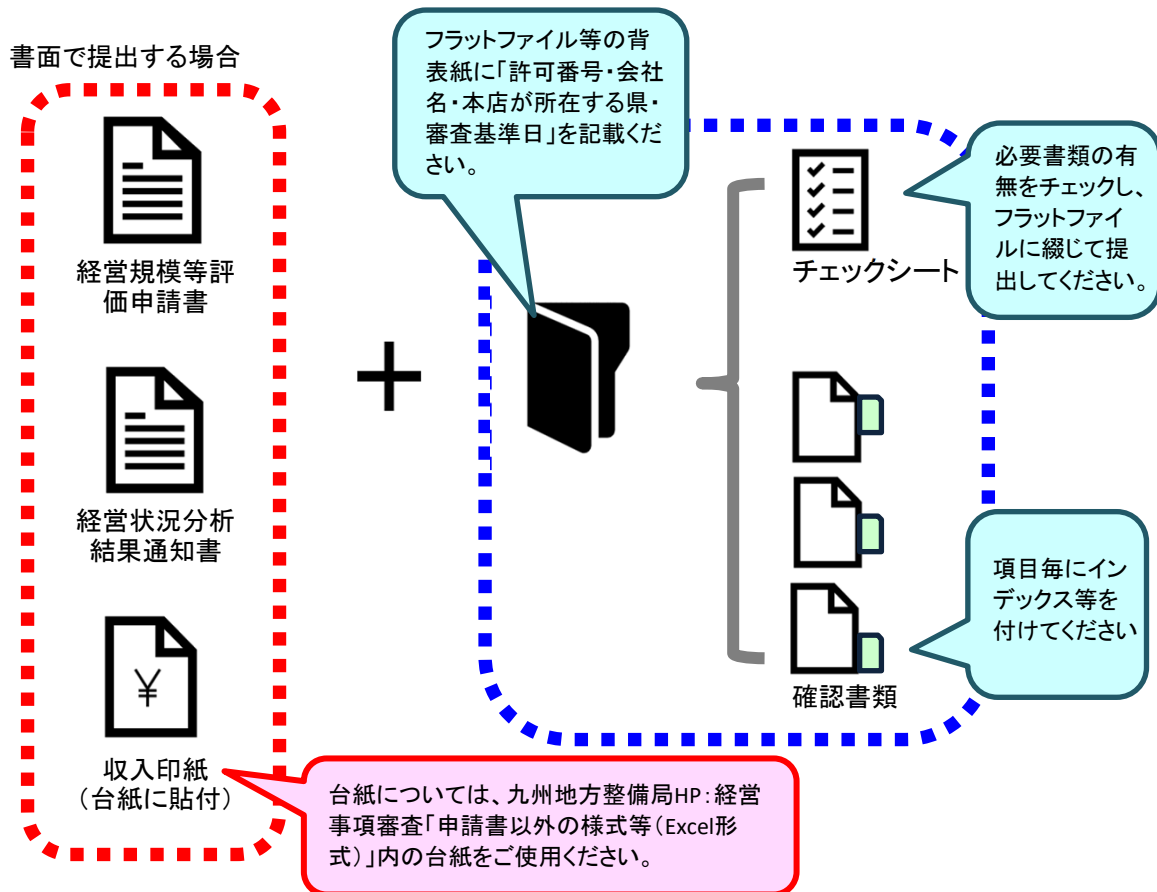 書面で提出する場合
経営規模等評
価申請書
経営状況分析
結果通知書
¥
収入印紙
（台紙に貼付）
台紙については、九州地方整備局HP：経営
事項審査「申請書以外の様式等（Excel形
式）」内の台紙をご使用ください。
フラットファイル等の背
表紙に「許可番号・会社
名・本店が所在する県・
審査基準日」を記載くだ
さい。
チェックシート
必要書類の有
無をチェックし、
フラットファイ
ルに綴じて提
出してください。
項目毎にイン
デックス等を
付けてください
確認書類